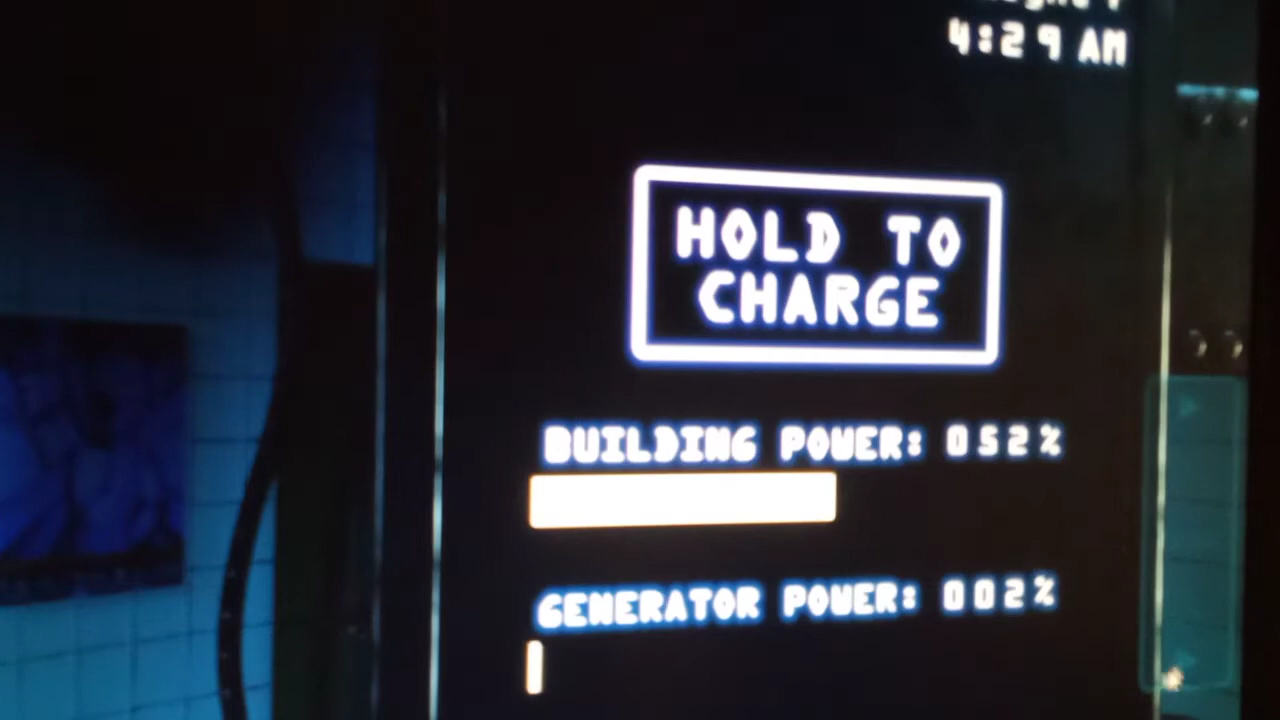 4:29 AM
HOLD TO
CHARGE
BUILDING POWER: 052%
GENERATOR POWER: 002%